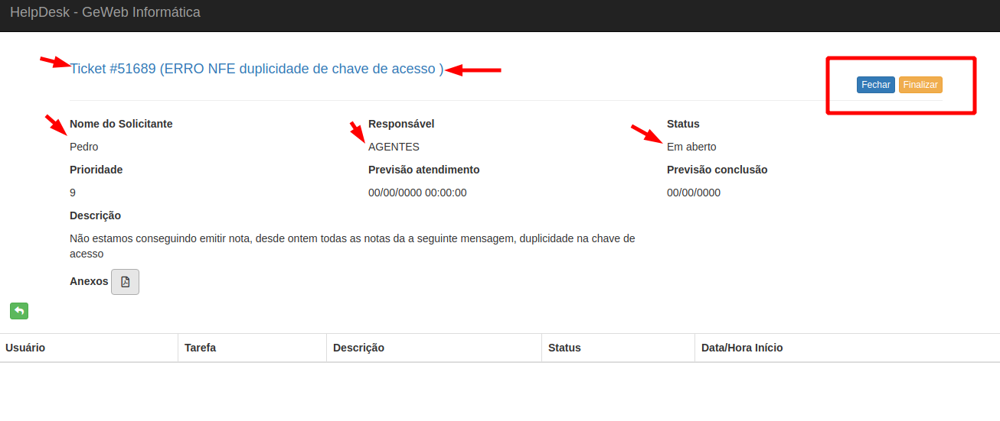 HelpDesk - GeWeb Informática
Ticket #51689 (ERRO NFE duplicidade de chave de acesso )
Fechar Finalizar
Nome do Solicitante Responsável Status
Pedro AGENTES Em aberto
Prioridade Previsão atendimento Previsão conclusão
9 00/00/0000 00:00:00 00/00/0000
Descrição
Não estamos conseguindo emitir nota, desde ontem todas as notas da a seguinte mensagem, duplicidade na chave de
acesso
Anexos
Usuário Tarefa Descrição Status Data/Hora Início